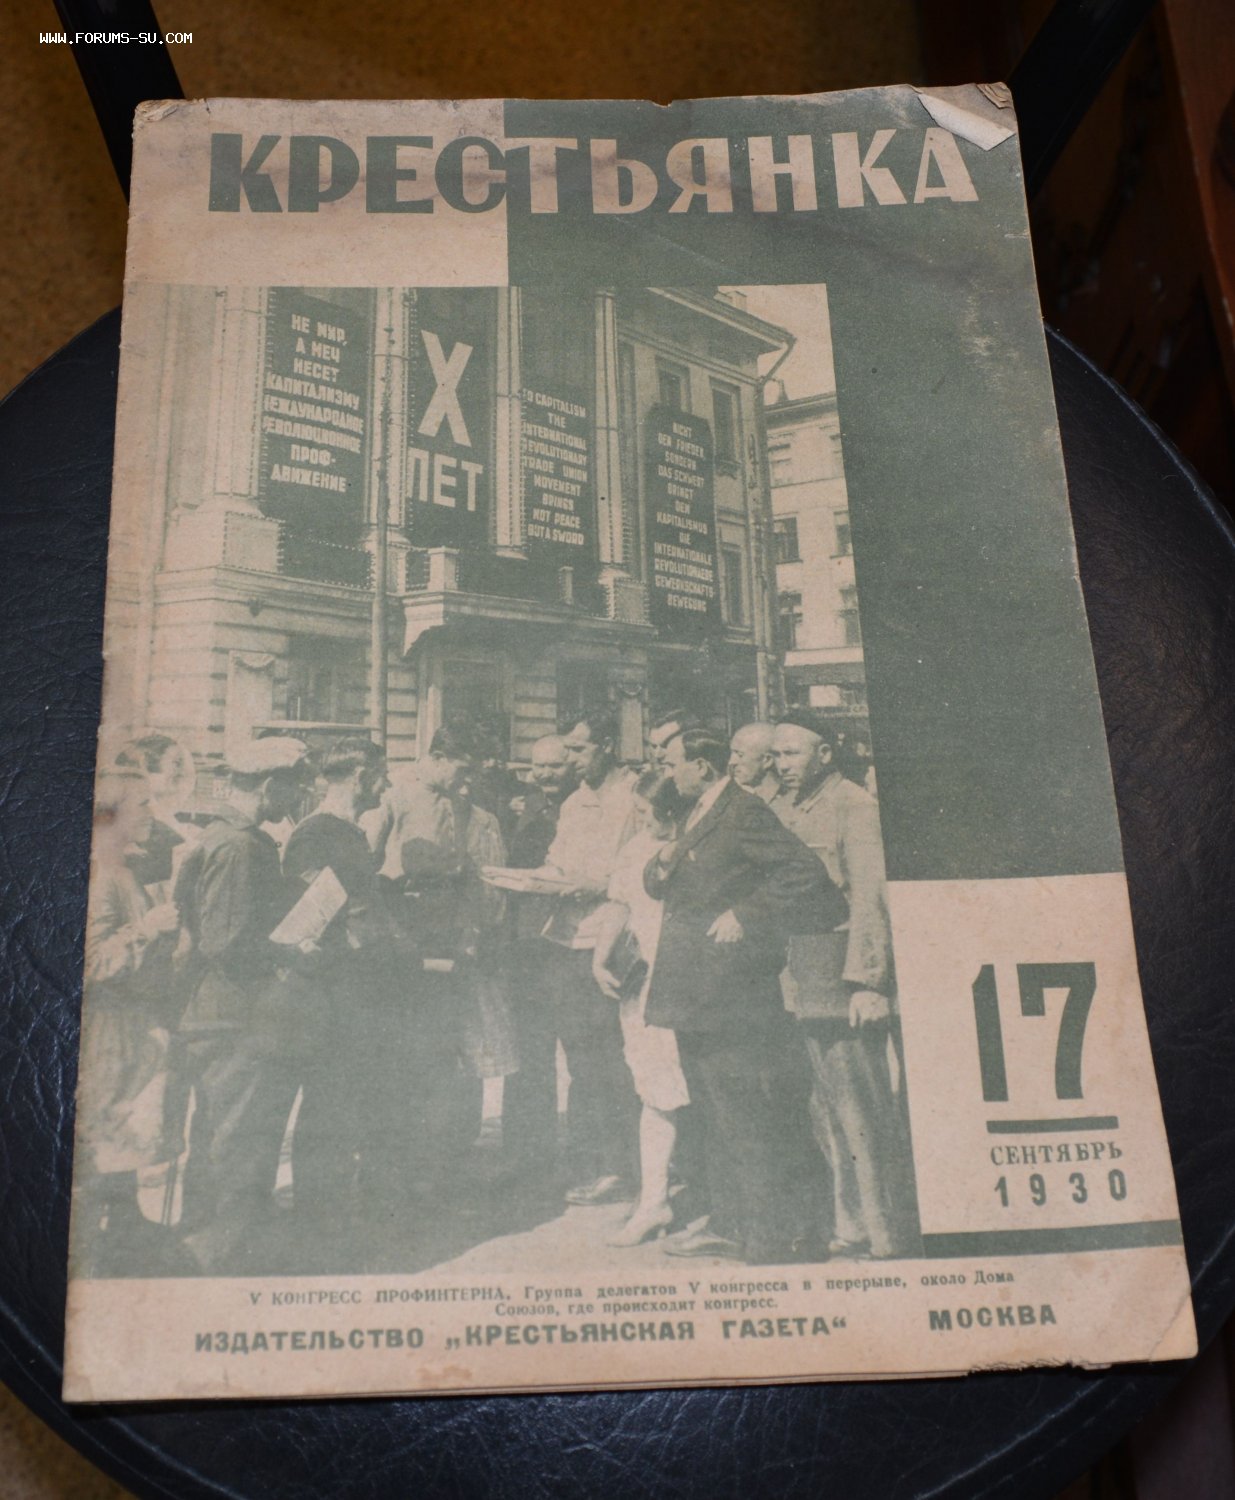 WWW.FORUMS-SU.COM
КРЕСТЬЯНКА
НЕ МИР,
А МЕЧ
НЕСЕТ
КАПИТАЛИЗМУ
МЕЖДУНАРОДНОЕ
РЕВОЛЮЦИОННОЕ
ПРОФ-
ДВИЖЕНИЕ
X
ЛЕТ
TO CAPITALISM
THE
INTERNATIONAL
REVOLUTIONARY
TRADE UNION
MOVEMENT
BRINGS
NOT PEACE
BUT A SWORD
NICHT
DEN FRIEDEN,
SONDERN
DAS SCHWERT
BRINGT
DEM
KAPITALISMUS
DIE
INTERNATIONALE
REVOLUTIONAERE
GEWERKSCHAFTS
BEWEGUNG
17
СЕНТЯБРЬ
1930
V КОНГРЕСС ПРОФИНТЕРНА. Группа делегатов V конгресса в перерыве, около Дома
Союзов, где происходит конгресс.
ИЗДАТЕЛЬСТВО „КРЕСТЬЯНСКАЯ ГАЗЕТА“ МОСКВА